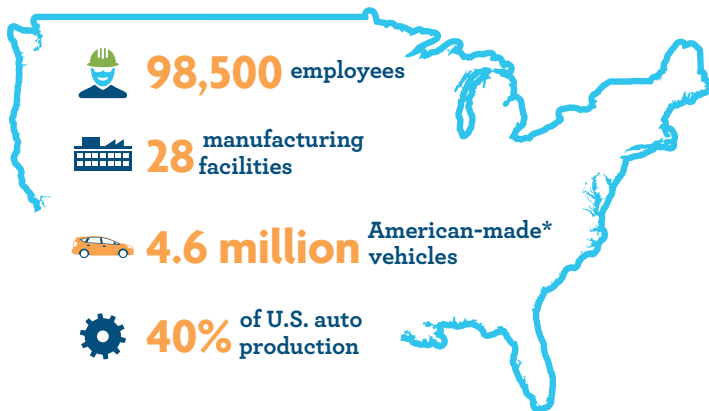 98,500 employees
28 manufacturing
facilities
4.6 million American-made*
vehicles
40% of U.S. auto
production